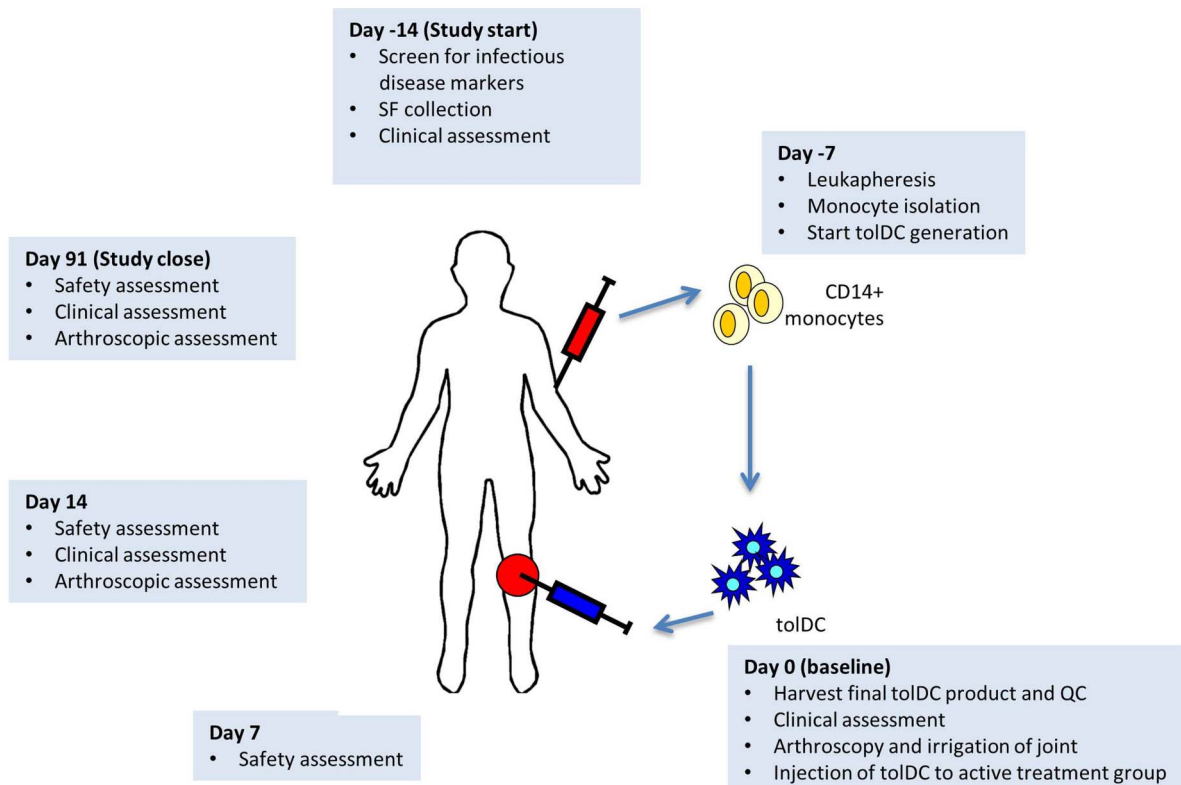 Day -14 (Study start)
• Screen for infectious
disease markers
• SF collection
• Clinical assessment
Day -7
• Leukapheresis
• Monocyte isolation
• Start tolDC generation
CD14+
monocytes
tolDC
Day 0 (baseline)
• Harvest final tolDC product and QC
• Clinical assessment
• Arthroscopy and irrigation of joint
• Injection of tolDC to active treatment group
Day 7
• Safety assessment
Day 14
• Safety assessment
• Clinical assessment
• Arthroscopic assessment
Day 91 (Study close)
• Safety assessment
• Clinical assessment
• Arthroscopic assessment